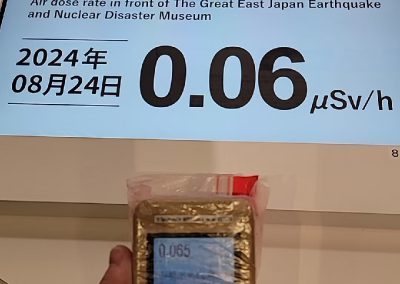 Air dose rate in front of The Great East Japan Earthquake
and Nuclear Disaster Museum
2024年
08月24日
0.06 μSv/h
8
0.065